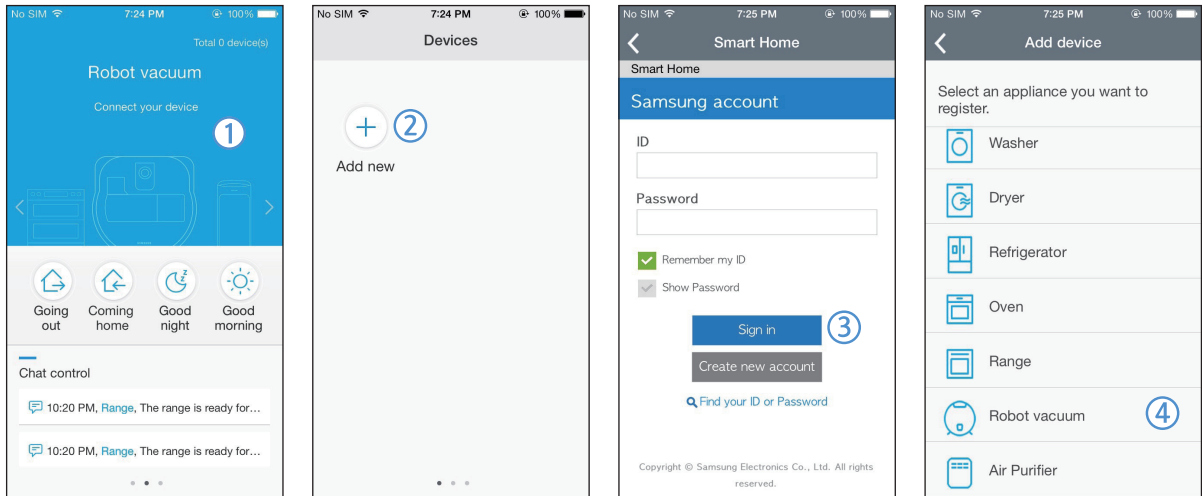 No SIM 7:24 PM 100%
Total 0 device(s)
Robot vacuum
Connect your device
①
Going out
Coming home
Good night
Good morning
Chat control
10:20 PM, Range, The range is ready for…
10:20 PM, Range, The range is ready for…
No SIM 7:24 PM 100%
Devices
②
Add new
No SIM 7:25 PM 100%
Smart Home
Smart Home
Samsung account
ID
Password
Remember my ID
Show Password
Sign in ③
Create new account
Find your ID or Password
Copyright © Samsung Electronics Co., Ltd. All rights
reserved.
No SIM 7:25 PM 100%
Add device
Select an appliance you want to
register.
Washer
Dryer
Refrigerator
Oven
Range
Robot vacuum ④
Air Purifier